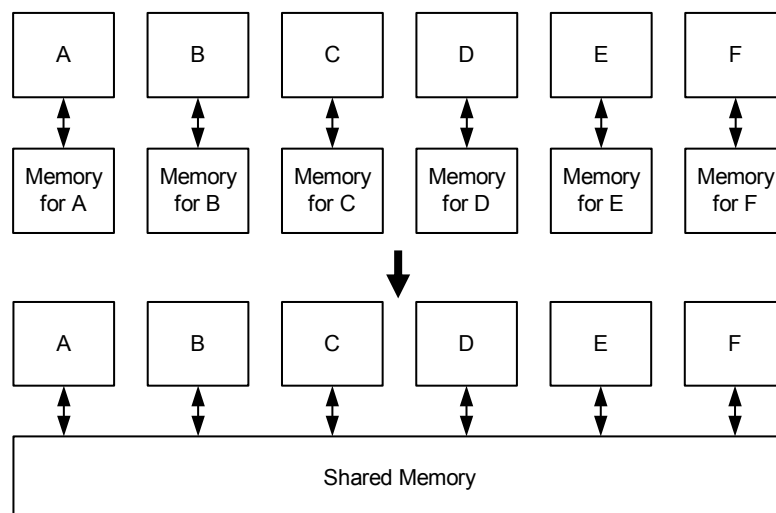 A B C D E F
Memory for A
Memory for B
Memory for C
Memory for D
Memory for E
Memory for F
A B C D E F
Shared Memory